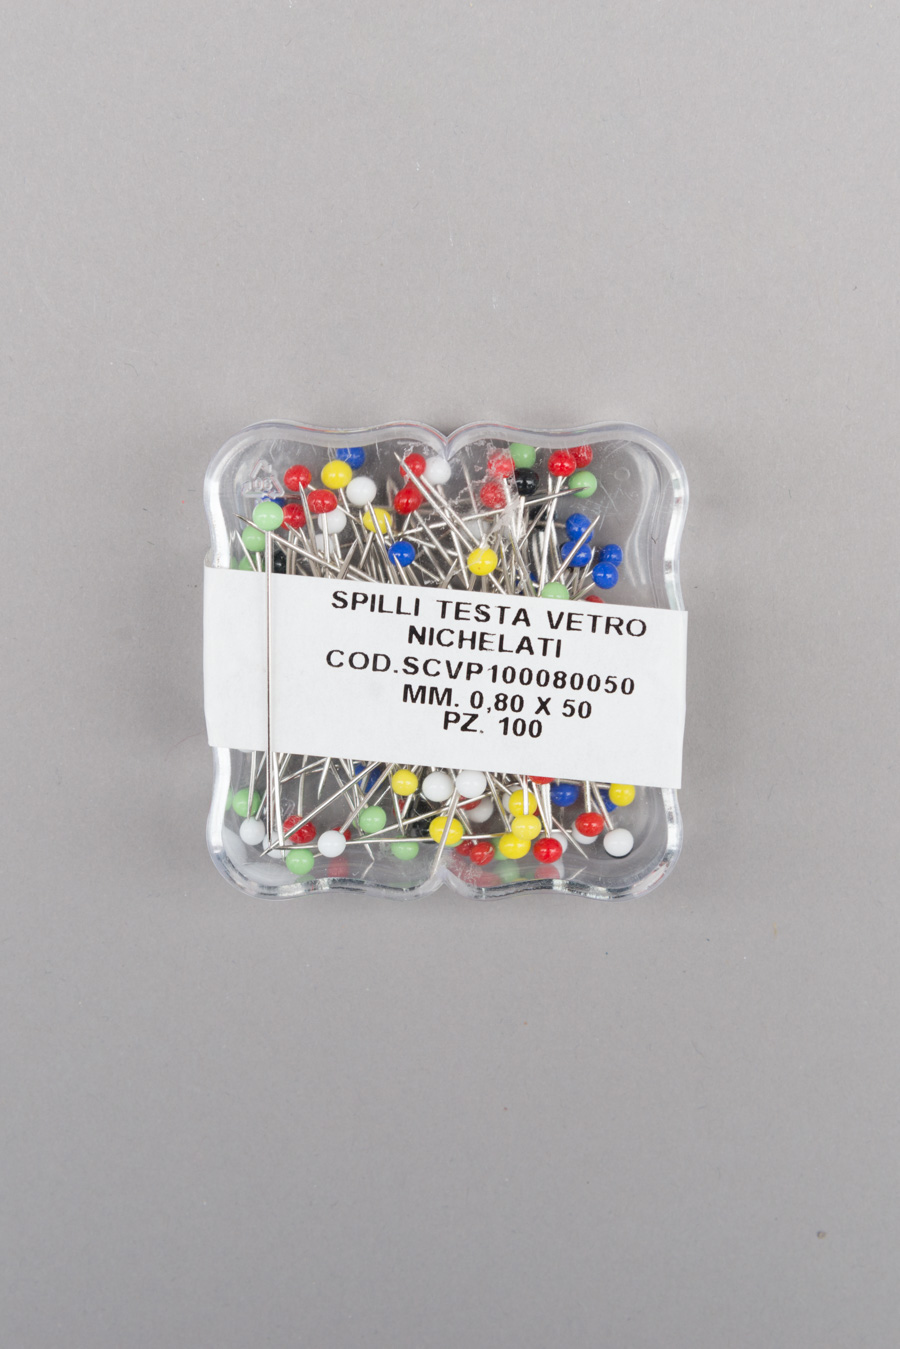 SPILLI TESTA VETRO
NICHELATI
COD.SCVP100080050
MM. 0,80 X 50
PZ. 100